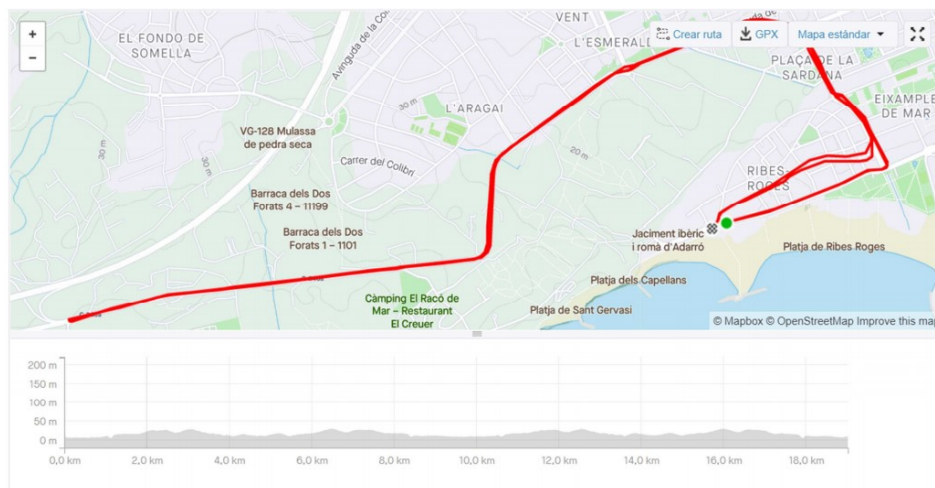 +
−
EL FONDO DE
SOMELLA
Avinguda de la Co
VENT
L'ESMERALD
Crear ruta
GPX
Mapa estándar
PLAÇA DE LA
SARDANA
30 m
L'ARAGAI
EIXAMPLE
DE MAR
VG-128 Mulassa
de pedra seca
30 m
Carrer del Colibrí
20 m
RIBES-
ROGES
Barraca dels Dos
Forats 4 – 11199
Barraca dels Dos
Forats 1 – 1101
Jaciment ibèric
i romà d'Adarró
Platja de Ribes Roges
Platja dels Capellans
Càmping El Racó de
Mar – Restaurant
El Creuer
Platja de Sant Gervasi
© Mapbox © OpenStreetMap Improve this map
200 m
150 m
100 m
50 m
0 m
0,0 km 2,0 km 4,0 km 6,0 km 8,0 km 10,0 km 12,0 km 14,0 km 16,0 km 18,0 km